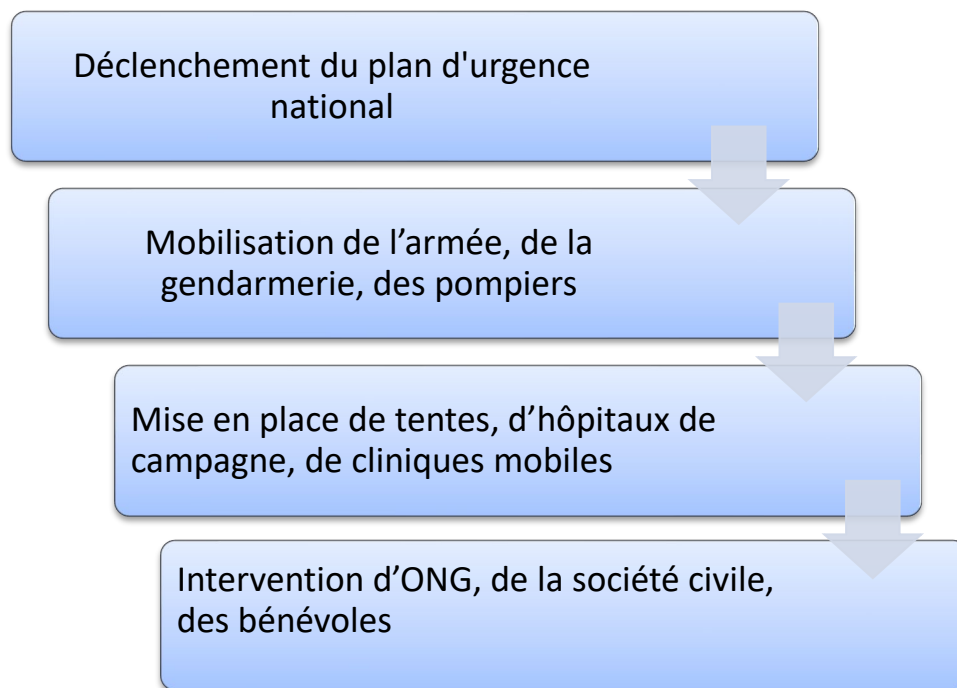 Déclenchement du plan d'urgence
national
Mobilisation de l’armée, de la
gendarmerie, des pompiers
Mise en place de tentes, d’hôpitaux de
campagne, de cliniques mobiles
Intervention d’ONG, de la société civile,
des bénévoles